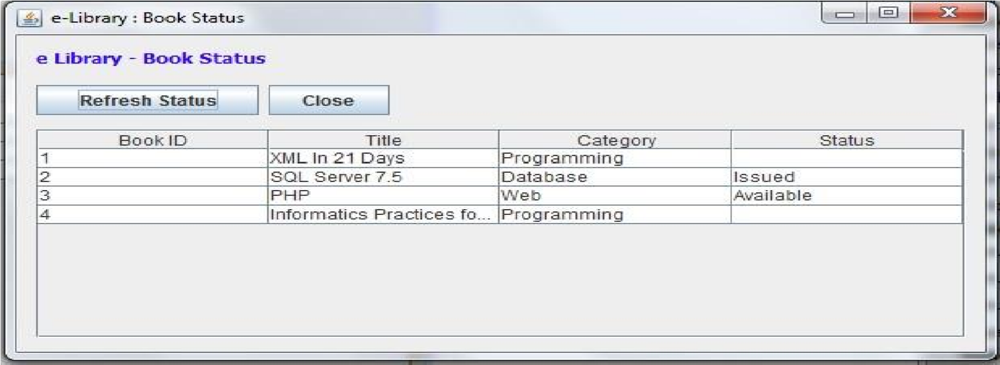 e-Library : Book Status
e Library - Book Status
Refresh Status Close
Book ID Title Category Status
1 XML In 21 Days Programming
2 SQL Server 7.5 Database Issued
3 PHP Web Available
4 Informatics Practices fo... Programming